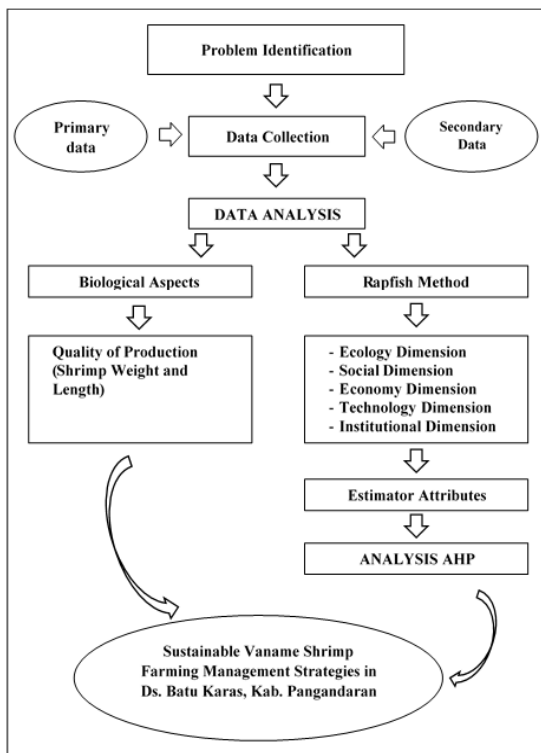 Problem Identification
Primary
data
Data Collection
Secondary
Data
DATA ANALYSIS
Biological Aspects
Rapfish Method
Quality of Production
(Shrimp Weight and
Length)
- Ecology Dimension
- Social Dimension
- Economy Dimension
- Technology Dimension
- Institutional Dimension
Estimator Attributes
ANALYSIS AHP
Sustainable Vaname Shrimp
Farming Management Strategies in
Ds. Batu Karas, Kab. Pangandaran